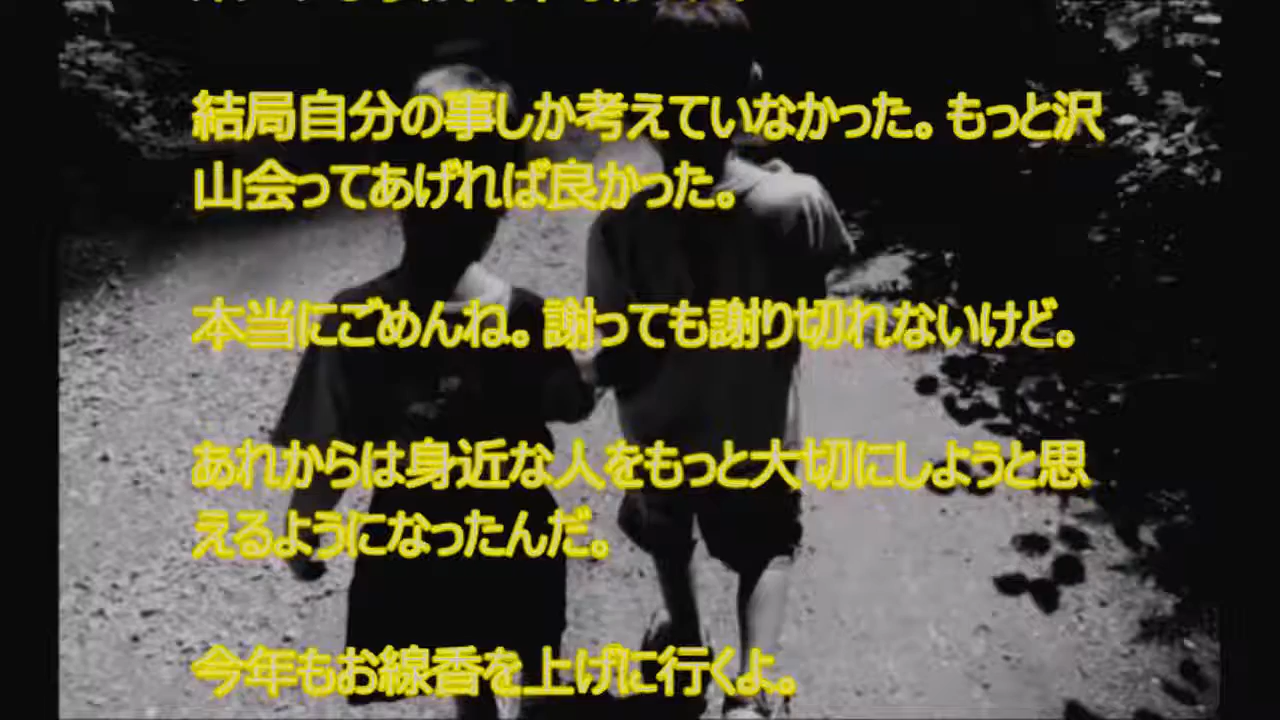 結局自分の事しか考えていなかった。もっと沢
山会ってあげれば良かった。
本当にごめんね。謝っても謝り切れないけど。
あれからは身近な人をもっと大切にしようと思
えるようになったんだ。
今年もお線香を上げに行くよ。